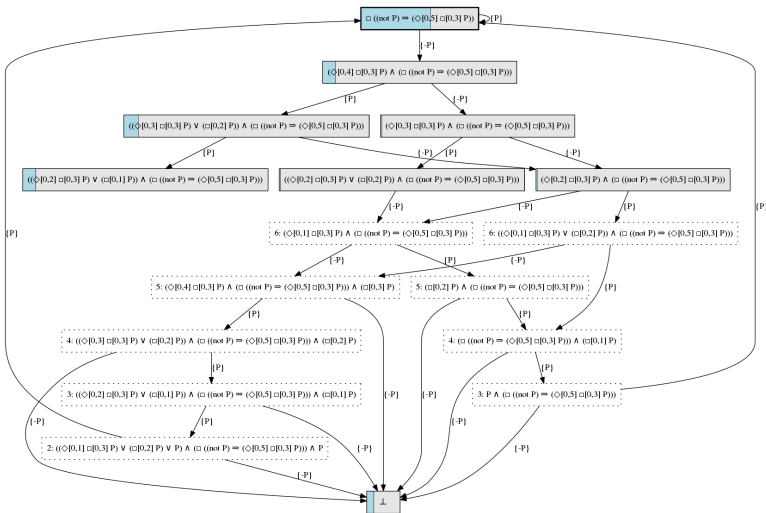 □ ((not P) ⇒ (◇[0,5] □[0,3] P))
{P}
{-P}
(◇[0,4] □[0,3] P) ∧ (□ ((not P) ⇒ (◇[0,5] □[0,3] P)))
{P}
{-P}
((◇[0,3] □[0,3] P) ∨ (□[0,2] P)) ∧ (□ ((not P) ⇒ (◇[0,5] □[0,3] P)))
(◇[0,3] □[0,3] P) ∧ (□ ((not P) ⇒ (◇[0,5] □[0,3] P)))
{P}
{-P}
{P}
{-P}
((◇[0,2] □[0,3] P) ∨ (□[0,1] P)) ∧ (□ ((not P) ⇒ (◇[0,5] □[0,3] P)))
((◇[0,2] □[0,3] P) ∨ (□[0,2] P)) ∧ (□ ((not P) ⇒ (◇[0,5] □[0,3] P)))
(◇[0,2] □[0,3] P) ∧ (□ ((not P) ⇒ (◇[0,5] □[0,3] P)))
{-P}
{-P}
{P}
{P}
{P}
6: (◇[0,1] □[0,3] P) ∧ (□ ((not P) ⇒ (◇[0,5] □[0,3] P)))
6: ((◇[0,1] □[0,3] P) ∨ (□[0,2] P)) ∧ (□ ((not P) ⇒ (◇[0,5] □[0,3] P)))
{-P}
{P}
{-P}
5: (◇[0,4] □[0,3] P) ∧ (□ ((not P) ⇒ (◇[0,5] □[0,3] P))) ∧ (□[0,3] P)
5: (□[0,2] P) ∧ (□ ((not P) ⇒ (◇[0,5] □[0,3] P)))
{P}
{P}
{P}
4: ((◇[0,3] □[0,3] P) ∨ (□[0,2] P)) ∧ (□ ((not P) ⇒ (◇[0,5] □[0,3] P))) ∧ (□[0,2] P)
4: (□ ((not P) ⇒ (◇[0,5] □[0,3] P))) ∧ (□[0,1] P)
{P}
{P}
3: ((◇[0,2] □[0,3] P) ∨ (□[0,1] P)) ∧ (□ ((not P) ⇒ (◇[0,5] □[0,3] P))) ∧ (□[0,1] P)
3: P ∧ (□ ((not P) ⇒ (◇[0,5] □[0,3] P)))
{-P}
{P}
{-P}
{-P}
{-P}
{-P}
{-P}
2: ((◇[0,1] □[0,3] P) ∨ (□[0,2] P) ∨ P) ∧ (□ ((not P) ⇒ (◇[0,5] □[0,3] P))) ∧ P
{-P}
⊥